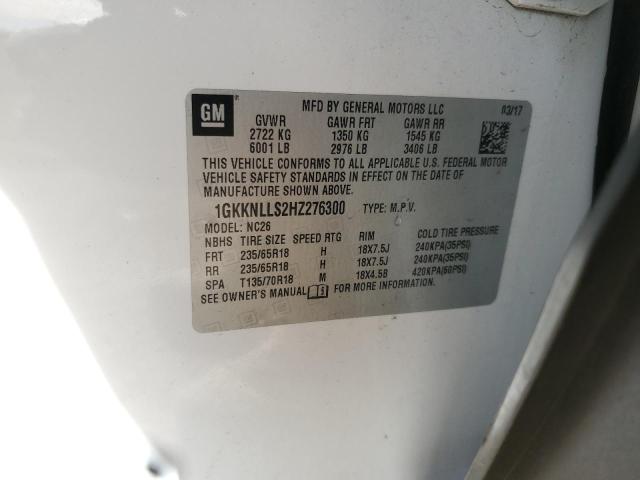 GM
MFD BY GENERAL MOTORS LLC 03/17
GVWR GAWR FRT GAWR RR
2722 KG 1350 KG 1545 KG
6001 LB 2976 LB 3406 LB
THIS VEHICLE CONFORMS TO ALL APPLICABLE U.S. FEDERAL MOTOR
VEHICLE SAFETY STANDARDS IN EFFECT ON THE DATE OF
MANUFACTURE SHOWN ABOVE.
1GKKNLLS2HZ276300 TYPE: M.P.V.
MODEL: NC26
NBHS TIRE SIZE SPEED RTG RIM COLD TIRE PRESSURE
FRT 235/65R18 H 18X7.5J 240KPA(35PSI)
RR 235/65R18 H 18X7.5J 240KPA(35PSI)
SPA T135/70R18 M 18X4.5B 420KPA(60PSI)
SEE OWNER'S MANUAL FOR MORE INFORMATION.